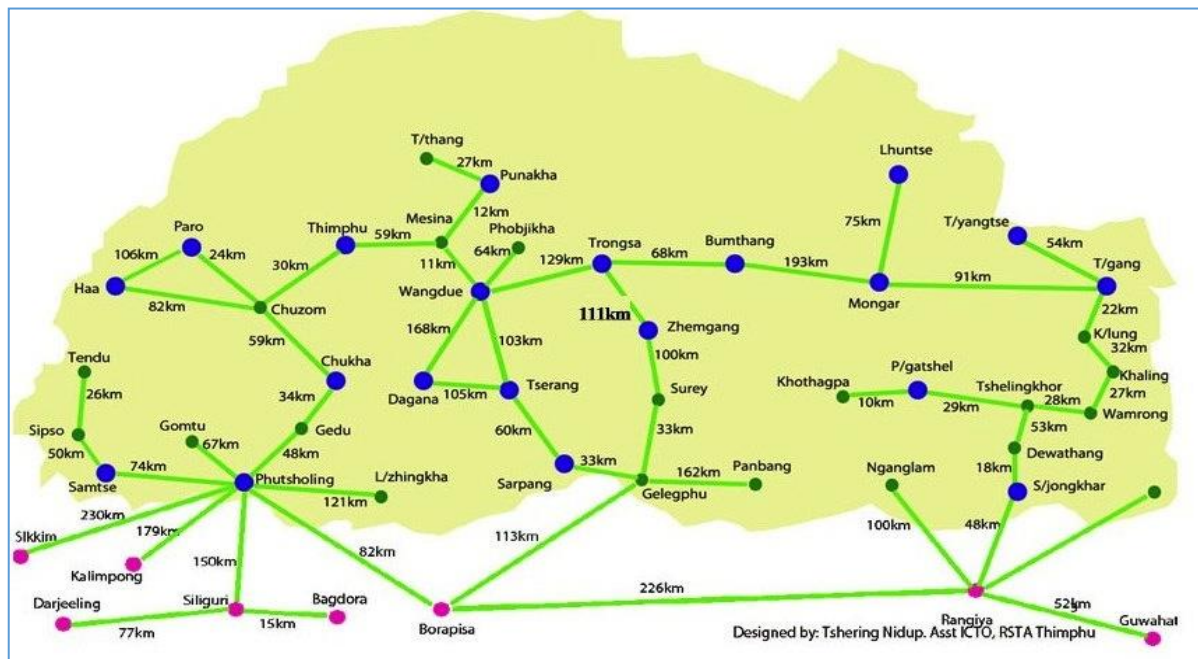 T/thang
27km
Punakha
Lhuntse
12km
Mesina
Phobjikha
Paro
Thimphu
59km
64km
75km
T/yangtse
106km
24km
30km
11km
129km
Trongsa
68km
Bumthang
193km
54km
T/gang
Haa
82km
Chuzom
Wangdue
Mongar
91km
22km
111km
Zhemgang
K/lung
59km
168km
103km
100km
32km
Tendu
Chukha
P/gatshel
Khaling
26km
34km
Dagana
105km
Tserang
Surey
Khothagpa
Tshelingkhor
27km
10km
29km
28km
Wamrong
Sipso
Gomtu
Gedu
60km
33km
53km
50km
67km
48km
Dewathang
74km
33km
162km
Panbang
Nganglam
18km
Samtse
Phutsholing
L/zhingkha
121km
Sarpang
Gelegphu
S/jongkhar
230km
SIkkim
179km
100km
48km
113km
150km
82km
Kalimpong
226km
Darjeeling
Siliguri
Bagdora
52km
77km
15km
Borapisa
Rangiya
Guwahat
Designed by: Tshering Nidup. Asst ICTO, RSTA Thimphu